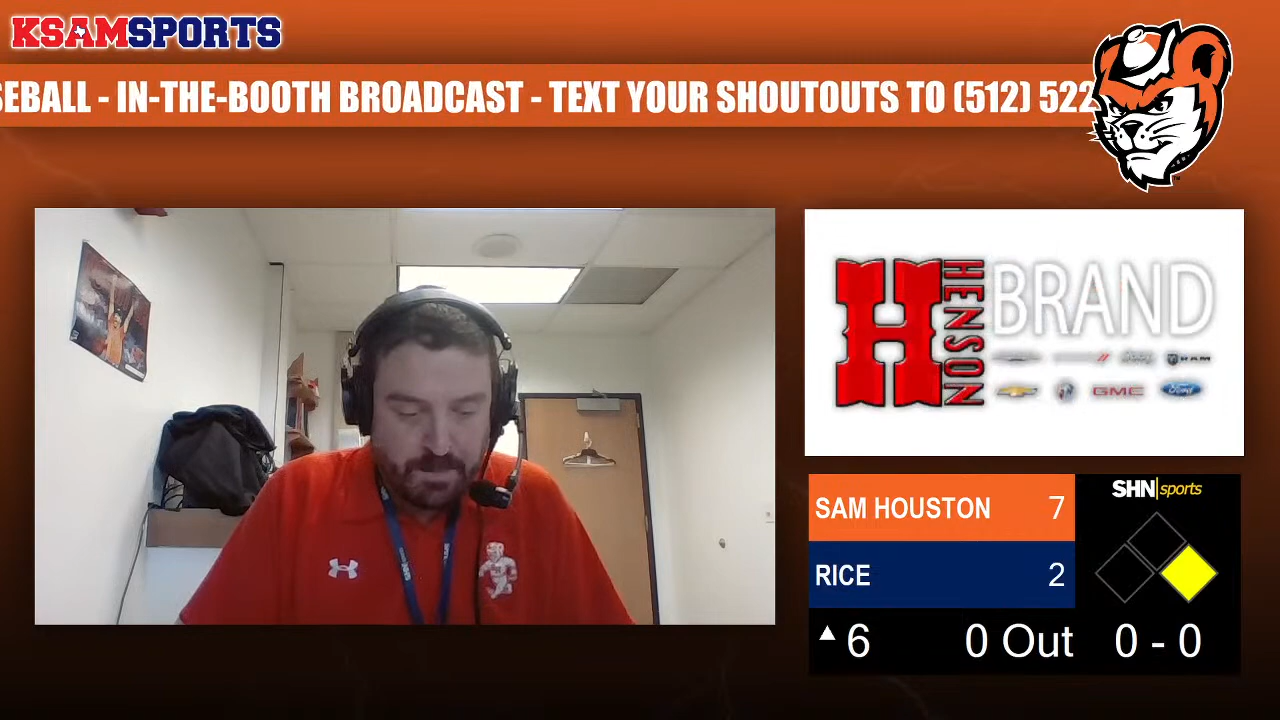 KSAMSPORTS
SEBALL - IN-THE-BOOTH BROADCAST - TEXT YOUR SHOUTOUTS TO (512) 522
HENSON
BRAND
RAM
GMC
Ford
SHN|sports
SAM HOUSTON 7
RICE 2
▲ 6 0 Out 0 - 0